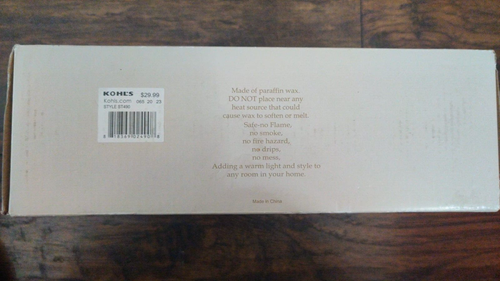 KOHL'S $29.99
Made of paraffin wax.
DO NOT place near any
heat source that could
cause wax to soften or melt.
Safe-no Flame,
no smoke,
no fire hazard,
no drips,
no mess,
Adding a warm light and style to
any room in your home.
Made in China